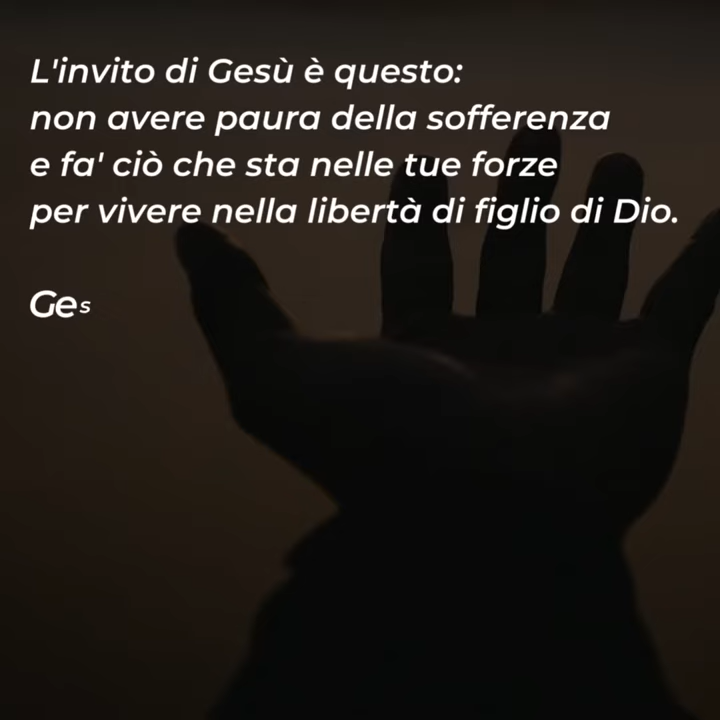 L'invito di Gesù è questo:
non avere paura della sofferenza
e fa' ciò che sta nelle tue forze
per vivere nella libertà di figlio di Dio.
Ges